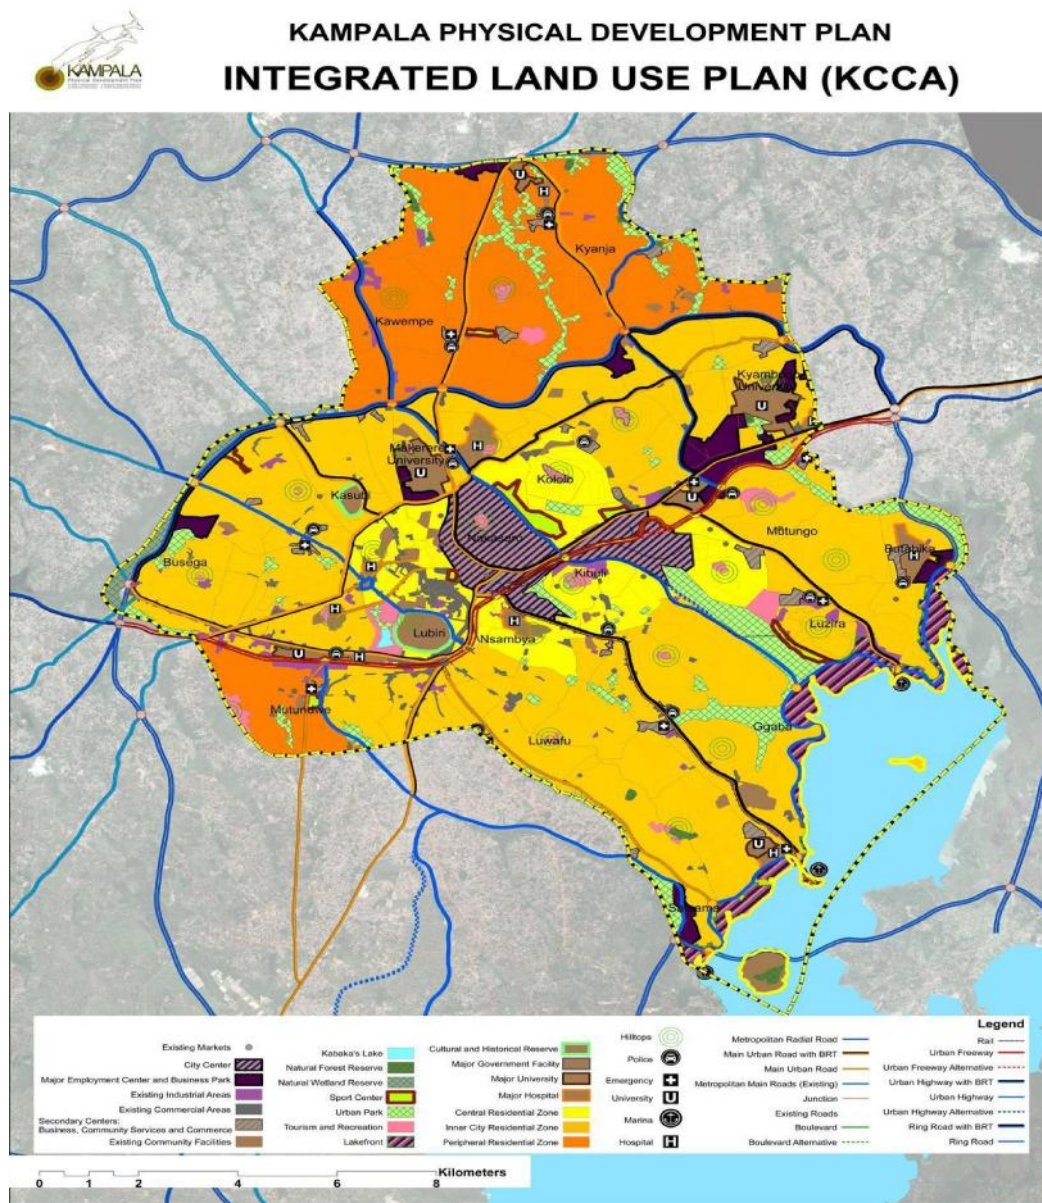 KAMPALA
Physical Development Plan
KAMPALA PHYSICAL DEVELOPMENT PLAN
INTEGRATED LAND USE PLAN (KCCA)
Kyanja
Kawempe
Kyambogo
University
Makerere
University
Kololo
Kasubi
Nakasero
Mutungo
Butabika
Busega
Kibuli
Luzira
Lubiri
Nsambya
Mutundwe
Luwafu
Ggaba
Legend
Existing Markets
City Center
Major Employment Center and Business Park
Existing Industrial Areas
Existing Commercial Areas
Secondary Centers:
Business, Community Services and Commerce
Existing Community Facilities
Kabaka's Lake
Natural Forest Reserve
Natural Wetland Reserve
Sport Center
Urban Park
Tourism and Recreation
Lakefront
Cultural and Historical Reserve
Major Government Facility
Major University
Major Hospital
Central Residential Zone
Inner City Residential Zone
Peripheral Residential Zone
Hilltops
Police
Emergency
University
Marina
Hospital
Metropolitan Radial Road
Main Urban Road with BRT
Main Urban Road
Metropolitan Main Roads (Existing)
Junction
Existing Roads
Boulevard
Boulevard Alternative
Rail
Urban Freeway
Urban Freeway Alternative
Urban Highway with BRT
Urban Highway
Urban Highway Alternative
Ring Road with BRT
Ring Road
Kilometers
0 1 2 4 6 8